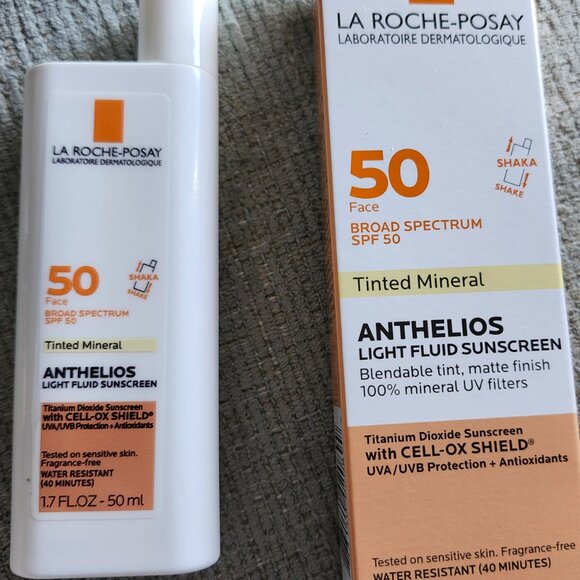 LA ROCHE-POSAY
LABORATOIRE DERMATOLOGIQUE
50
Face
BROAD SPECTRUM
SPF 50
SHAKA
SHAKE
Tinted Mineral
ANTHELIOS
LIGHT FLUID SUNSCREEN
Titanium Dioxide Sunscreen
with CELL-OX SHIELD®
UVA/UVB Protection + Antioxidants
Tested on sensitive skin.
Fragrance-free
WATER RESISTANT
(40 MINUTES)
1.7 FL.OZ - 50 ml
LA ROCHE-POSAY
LABORATOIRE DERMATOLOGIQUE
50
Face
BROAD SPECTRUM
SPF 50
SHAKA
SHAKE
Tinted Mineral
ANTHELIOS
LIGHT FLUID SUNSCREEN
Blendable tint, matte finish
100% mineral UV filters
Titanium Dioxide Sunscreen
with CELL-OX SHIELD®
UVA/UVB Protection + Antioxidants
Tested on sensitive skin. Fragrance-free
WATER RESISTANT (40 MINUTES)